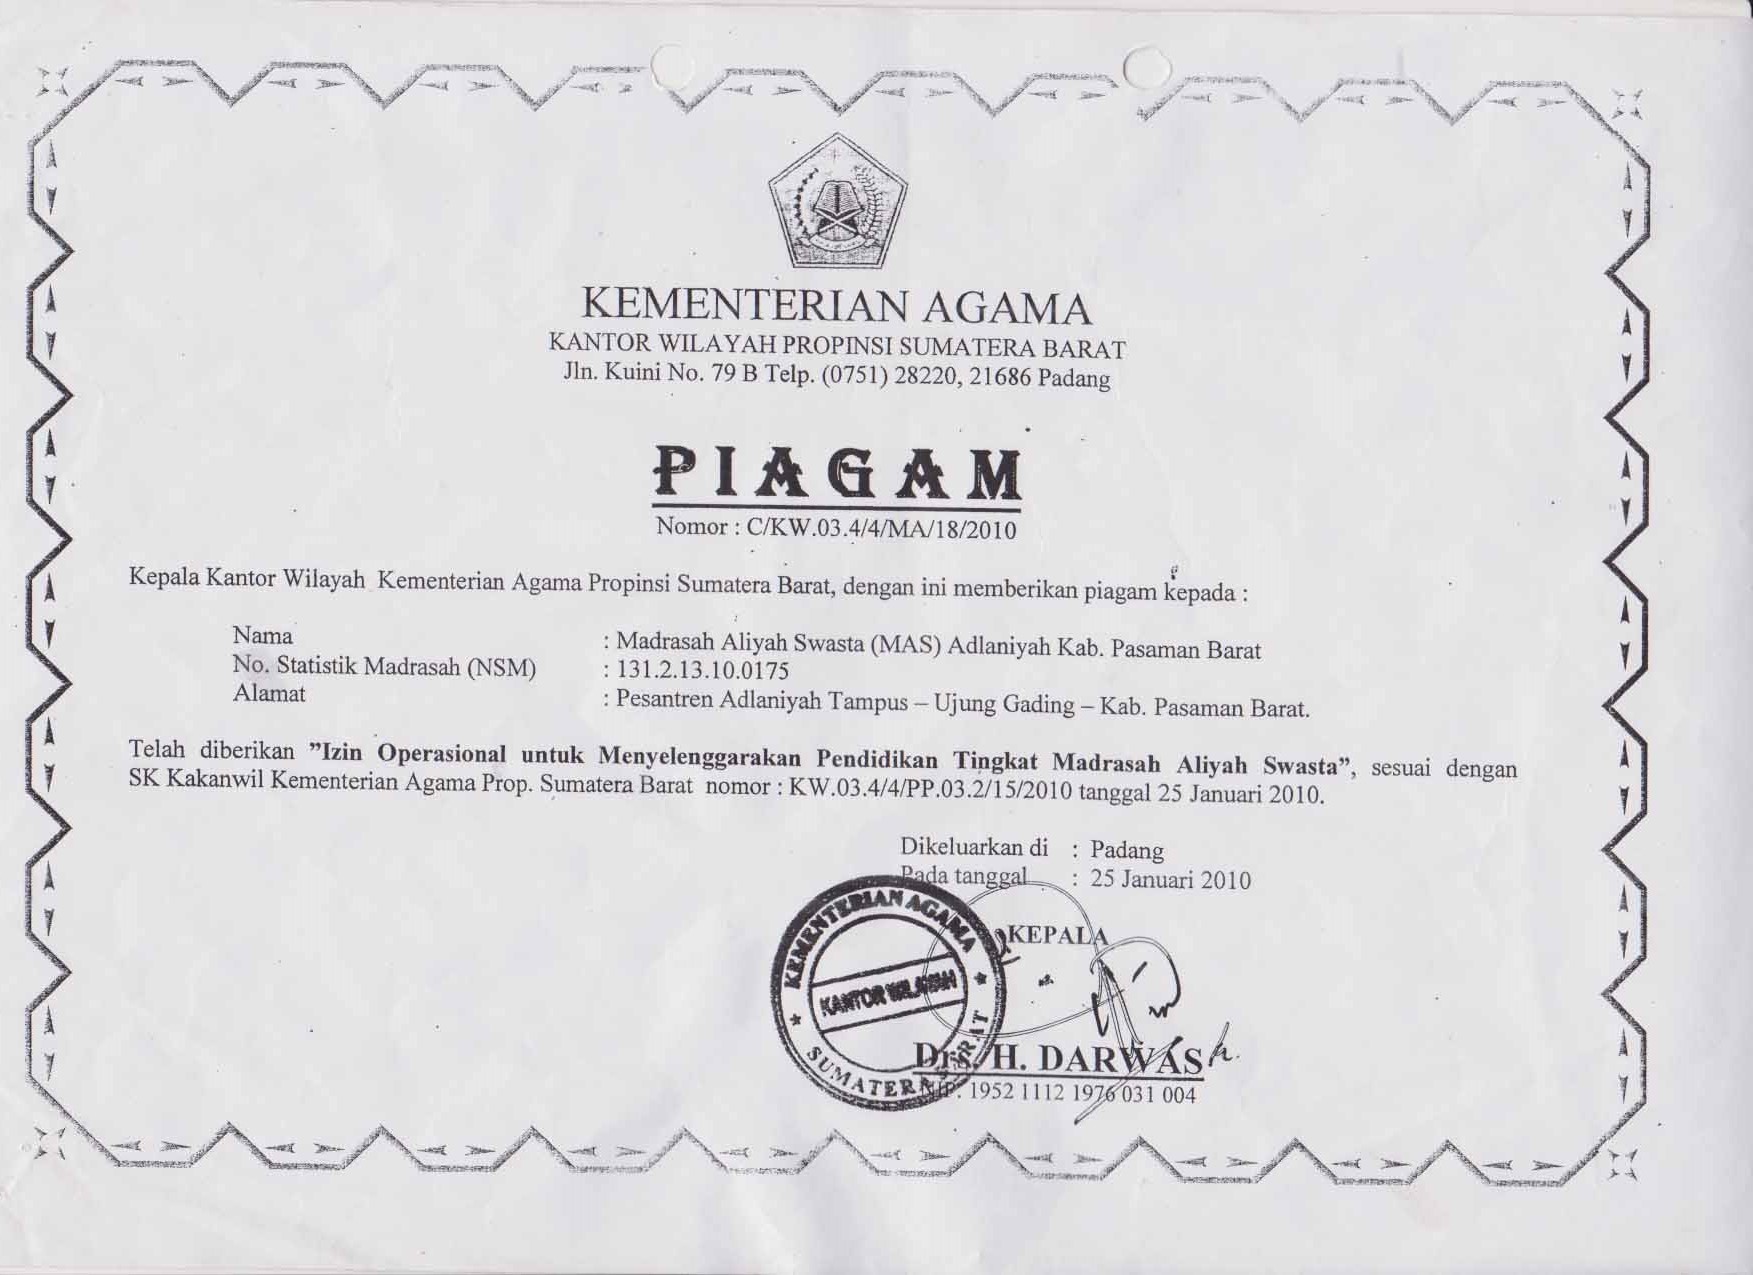 KEMENTERIAN AGAMA
KANTOR WILAYAH PROPINSI SUMATERA BARAT
Jln. Kuini No. 79 B Telp. (0751) 28220, 21686 Padang
PIAGAM
Nomor : C/KW.03.4/4/MA/18/2010
Kepala Kantor Wilayah Kementerian Agama Propinsi Sumatera Barat, dengan ini memberikan piagam kepada :
Nama : Madrasah Aliyah Swasta (MAS) Adlaniyah Kab. Pasaman Barat
No. Statistik Madrasah (NSM) : 131.2.13.10.0175
Alamat : Pesantren Adlaniyah Tampus – Ujung Gading – Kab. Pasaman Barat.
Telah diberikan ”Izin Operasional untuk Menyelenggarakan Pendidikan Tingkat Madrasah Aliyah Swasta”, sesuai dengan
SK Kakanwil Kementerian Agama Prop. Sumatera Barat nomor : KW.03.4/4/PP.03.2/15/2010 tanggal 25 Januari 2010.
Dikeluarkan di : Padang
Pada tanggal : 25 Januari 2010
KEPALA
KEMENTERIAN AGAMA
KANTOR WILAYAH
SUMATERA BARAT
Drs. H. DARWAS
NIP. 1952 1112 1976 031 004